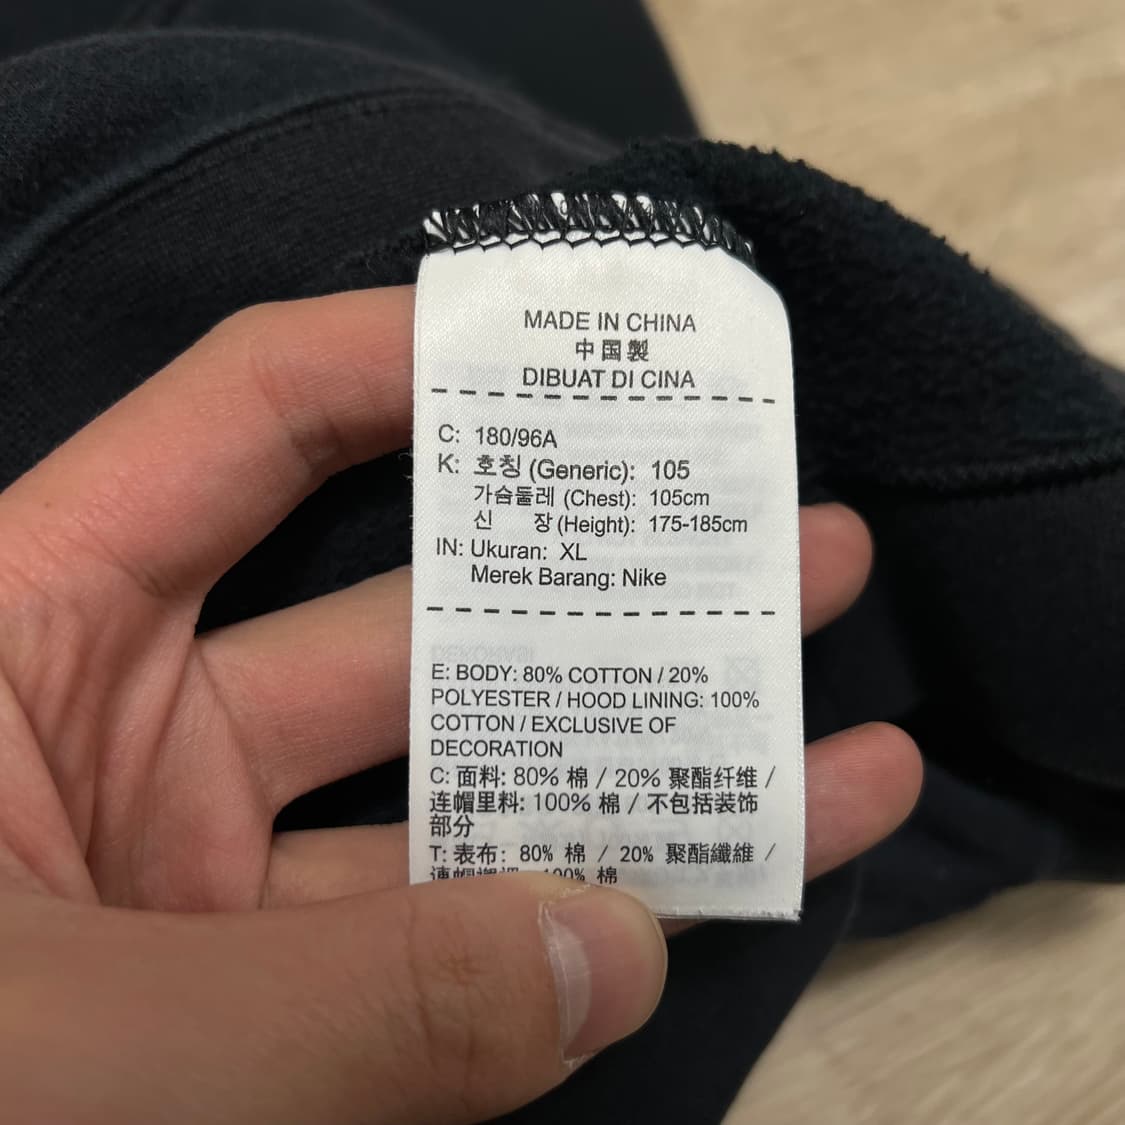 MADE IN CHINA
中国製
DIBUAT DI CINA
C: 180/96A
K: 호칭 (Generic): 105
가슴둘레 (Chest): 105cm
신 장 (Height): 175-185cm
IN: Ukuran: XL
Merek Barang: Nike
E: BODY: 80% COTTON / 20%
POLYESTER / HOOD LINING: 100%
COTTON / EXCLUSIVE OF
DECORATION
C: 面料: 80% 棉 / 20% 聚酯纤维 /
连帽里料: 100% 棉 / 不包括装饰
部分
T: 表布: 80% 棉 / 20% 聚酯纖維 /
100% 棉